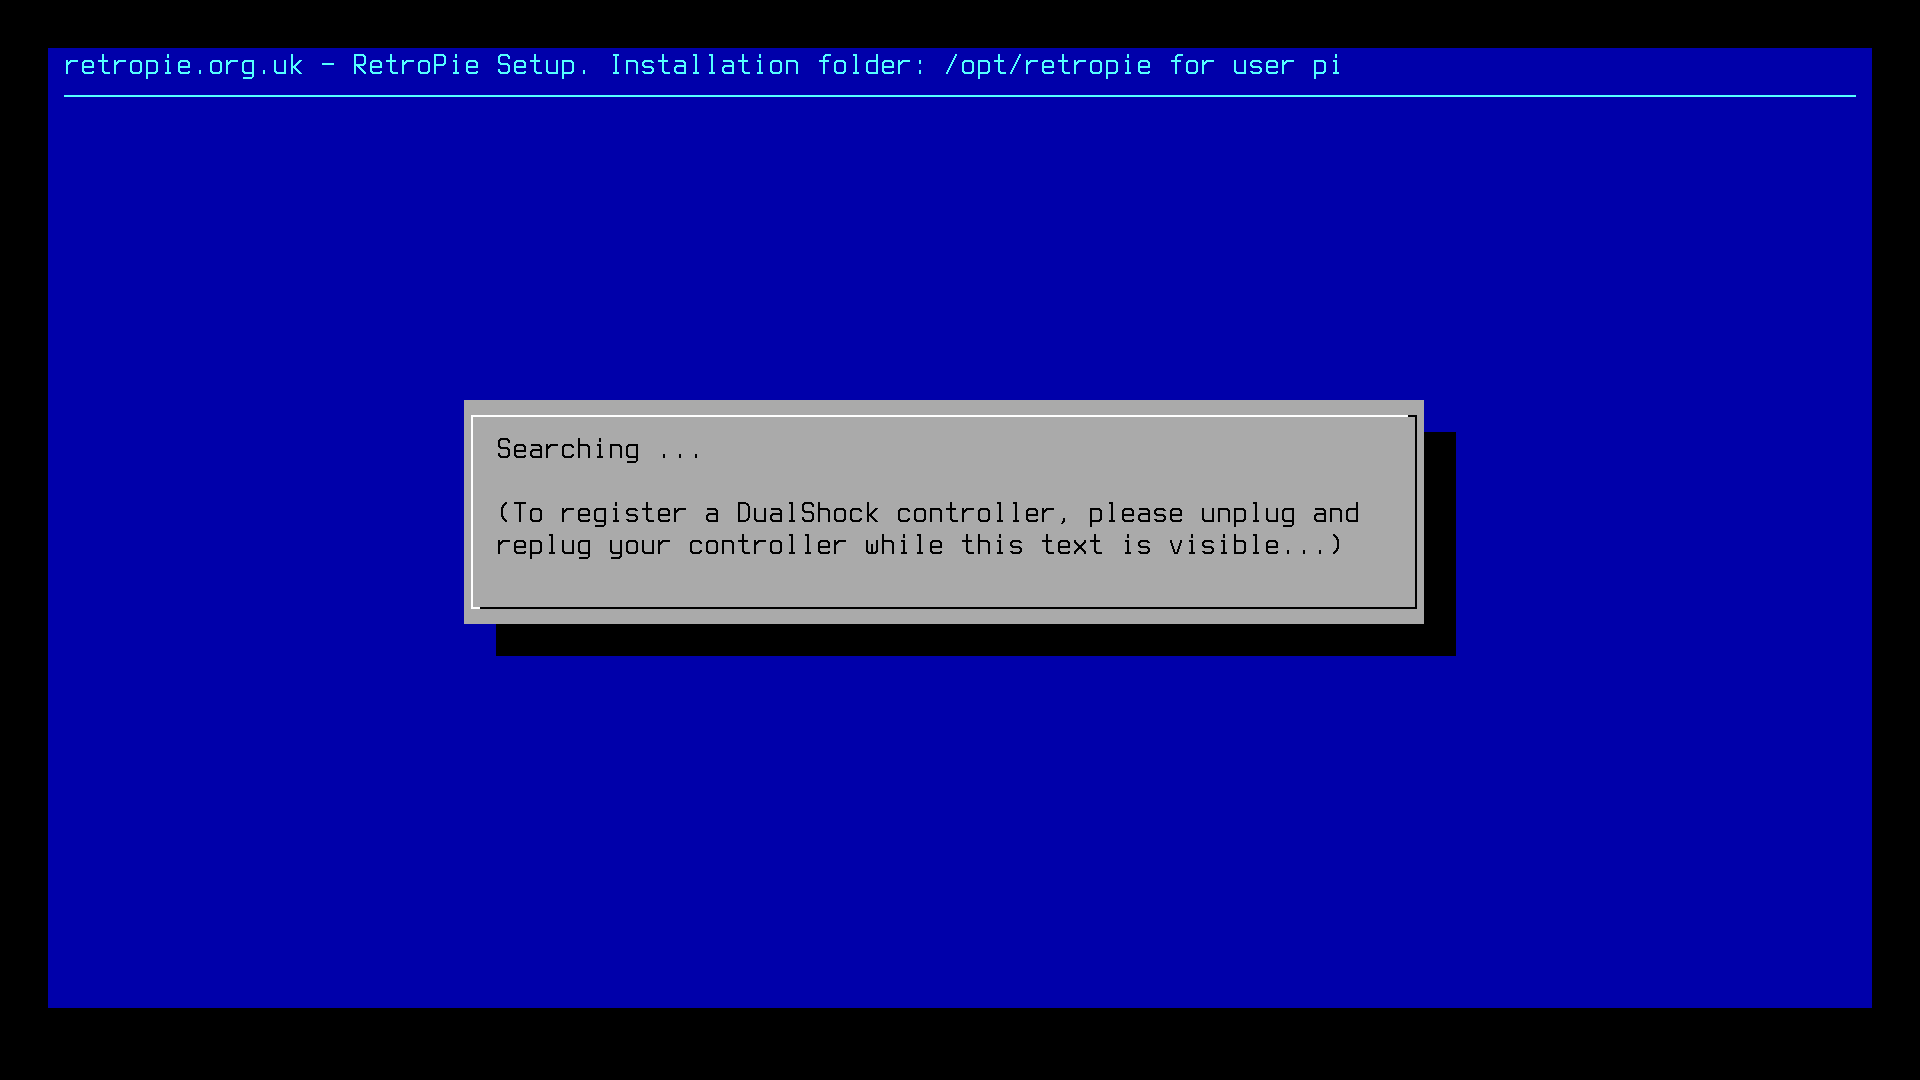 retropie.org.uk - RetroPie Setup. Installation folder: /opt/retropie for user pi
Searching ...
(To register a DualShock controller, please unplug and
replug your controller while this text is visible...)